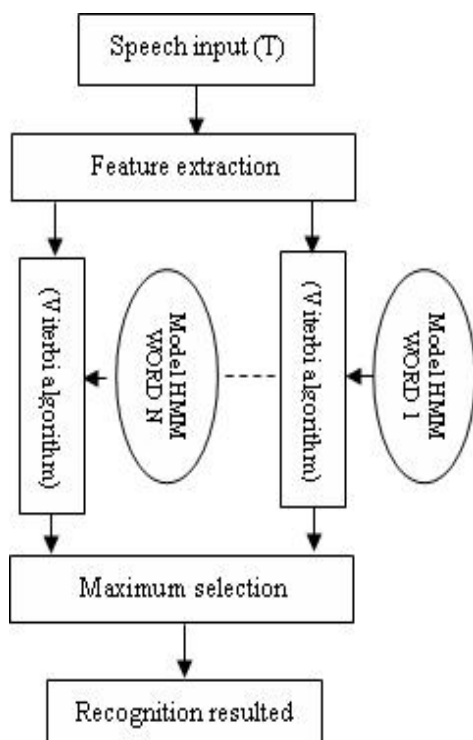 Speech input (T)
Feature extraction
(Viterbi algorithm)
Model HMM
WORD N
(Viterbi algorithm)
Model HMM
WORD 1
Maximum selection
Recognition resulted